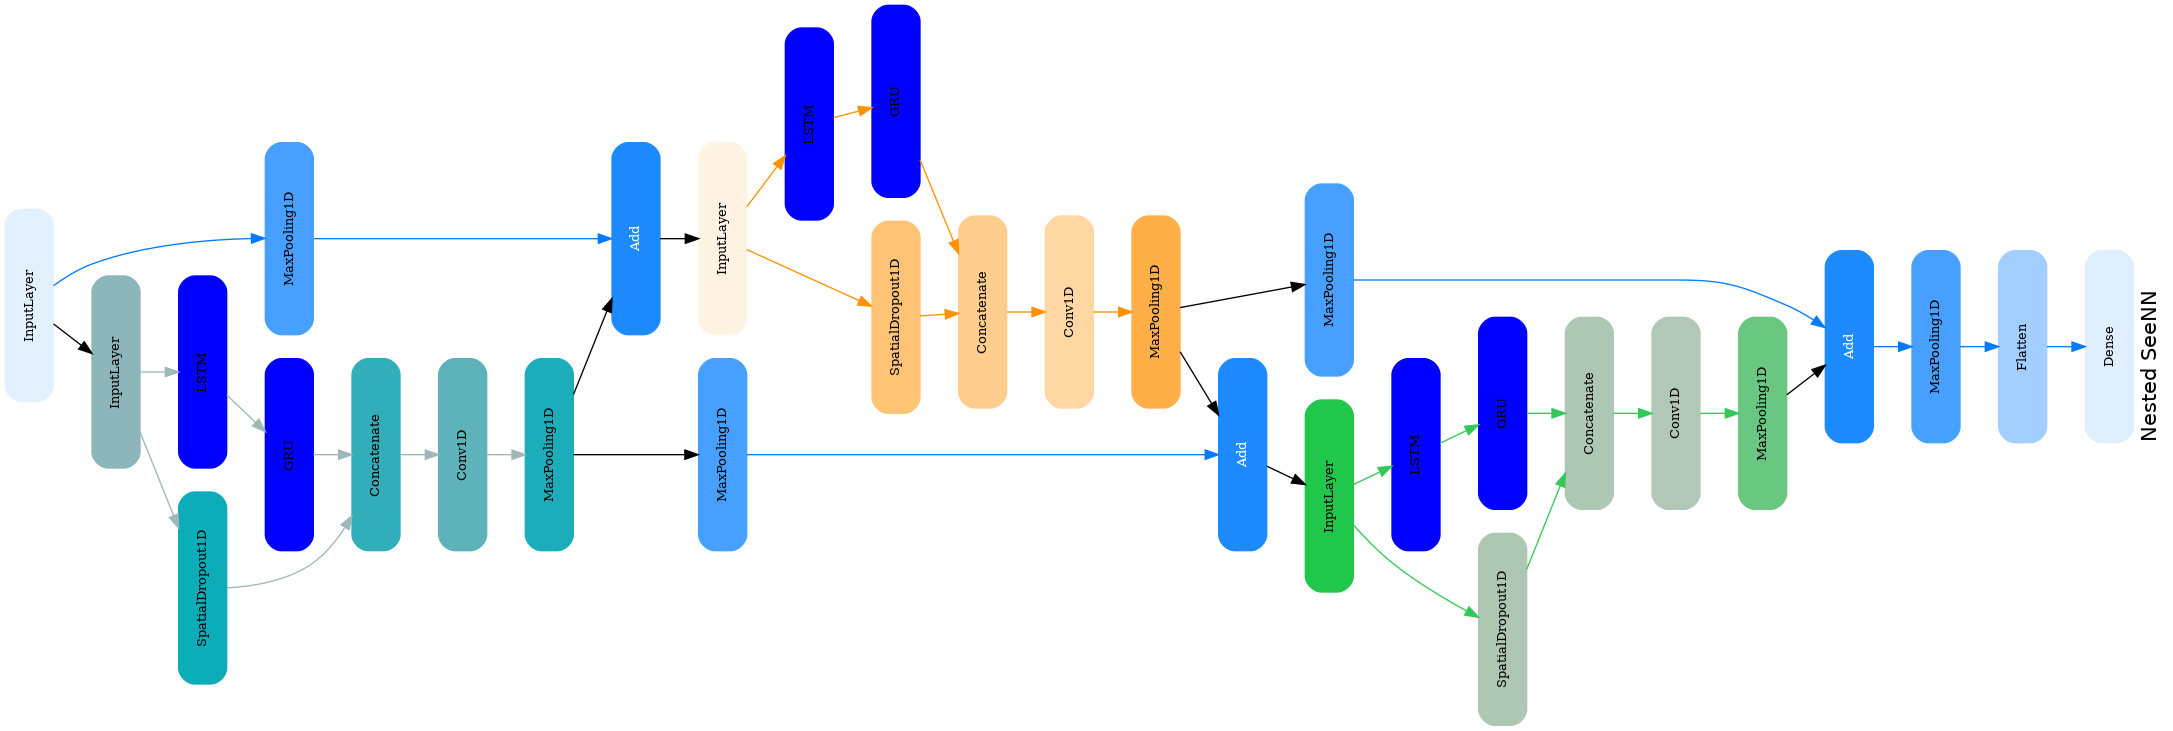 InputLayer
InputLayer
LSTM
SpatialDropout1D
MaxPooling1D
GRU
Concatenate
Conv1D
MaxPooling1D
Add
InputLayer
MaxPooling1D
LSTM
GRU
SpatialDropout1D
Concatenate
Conv1D
MaxPooling1D
Add
MaxPooling1D
InputLayer
LSTM
GRU
SpatialDropout1D
Concatenate
Conv1D
MaxPooling1D
Add
MaxPooling1D
Flatten
Dense
Nested SeeNN